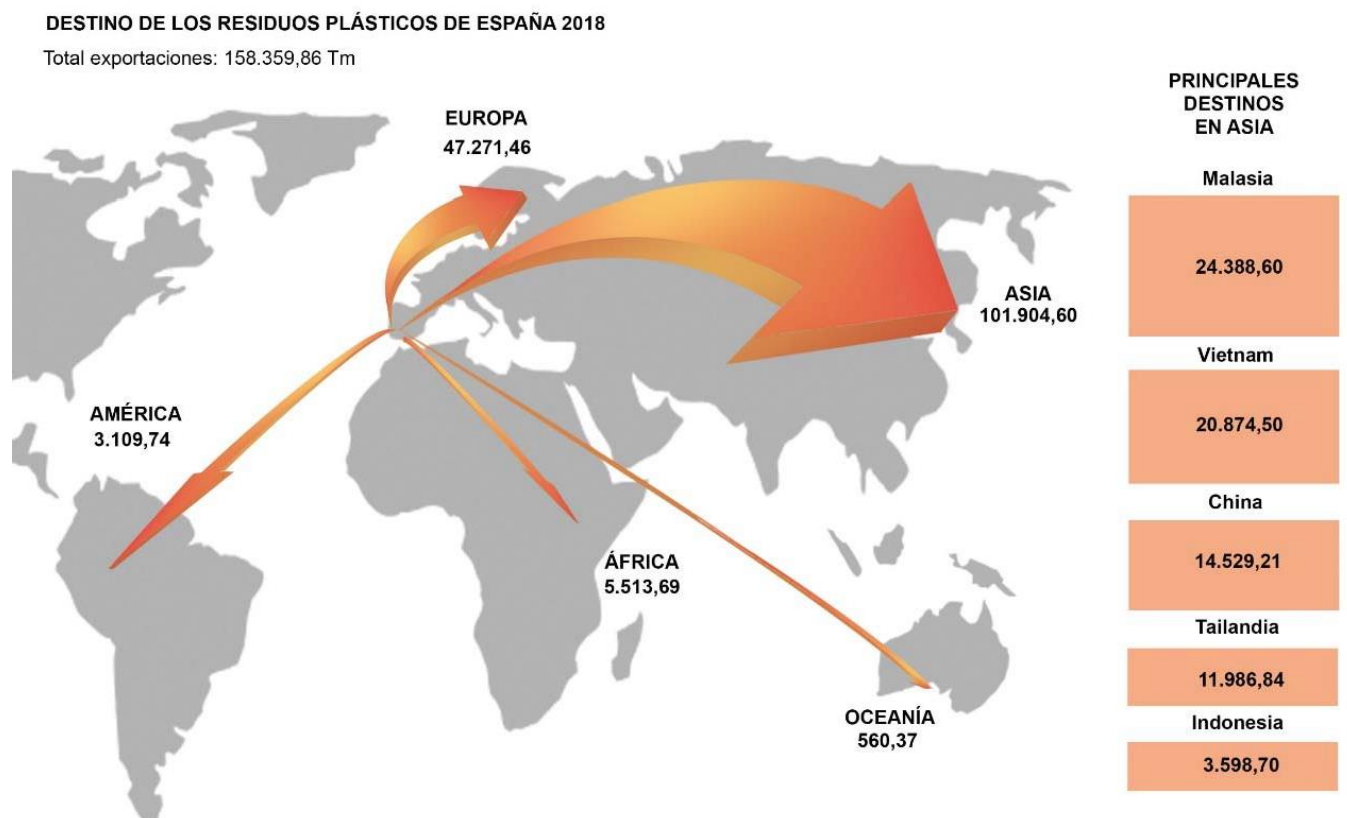 DESTINO DE LOS RESIDUOS PLÁSTICOS DE ESPAÑA 2018
Total exportaciones: 158.359,86 Tm
EUROPA
47.271,46
ASIA
101.904,60
AMÉRICA
3.109,74
ÁFRICA
5.513,69
OCEANÍA
560,37
PRINCIPALES
DESTINOS
EN ASIA
Malasia
24.388,60
Vietnam
20.874,50
China
14.529,21
Tailandia
11.986,84
Indonesia
3.598,70